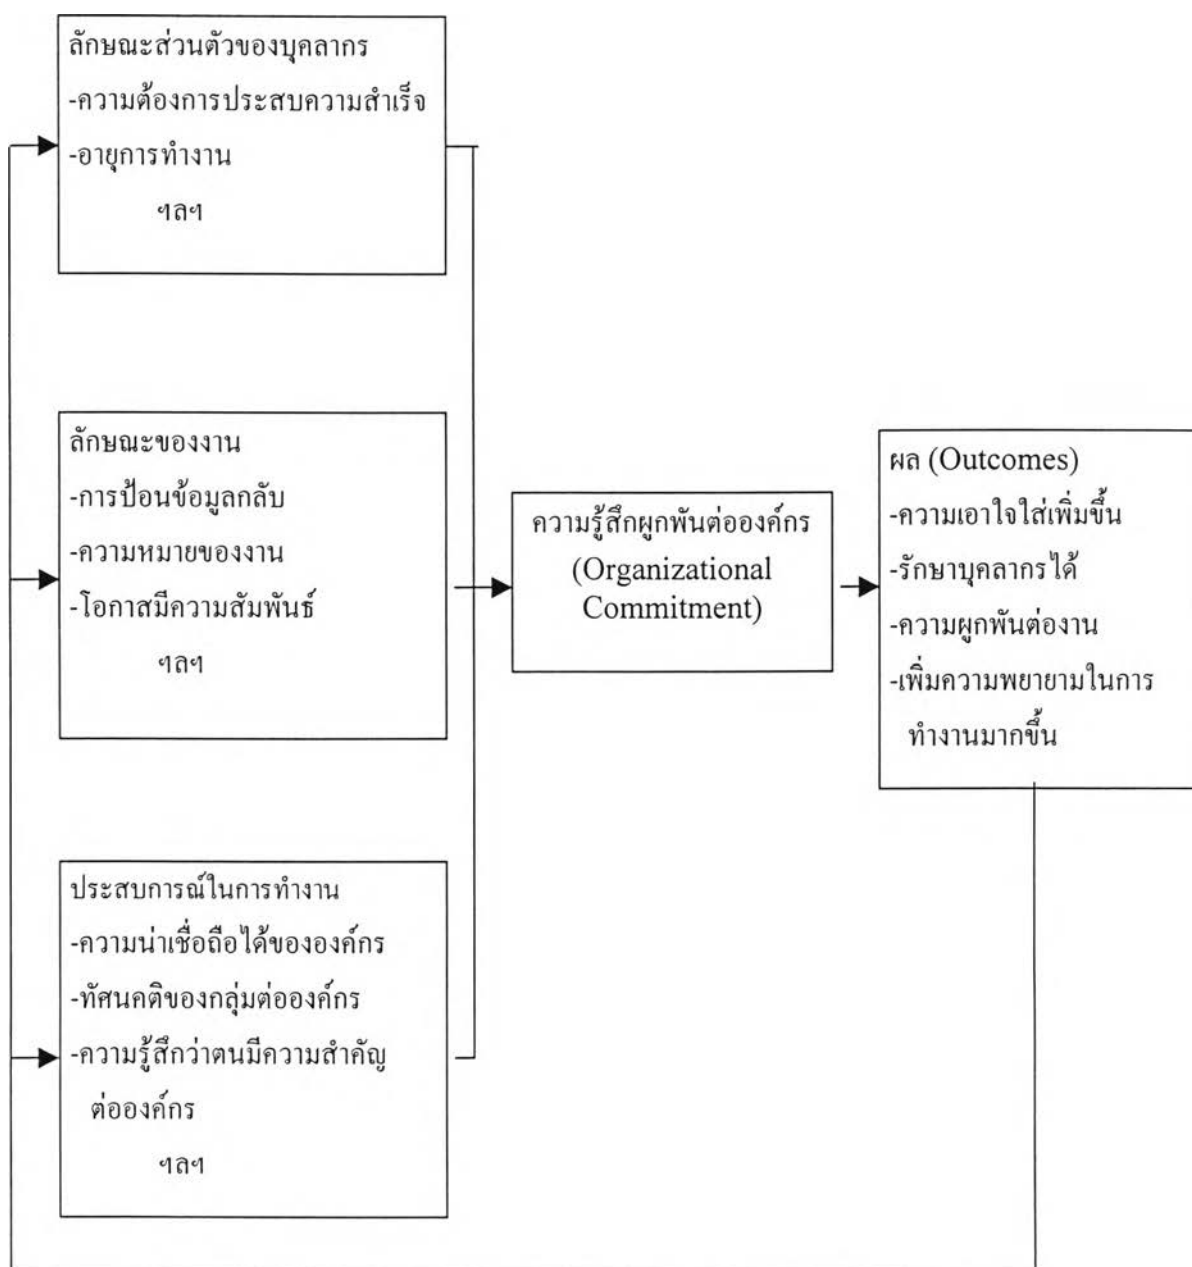 ลักษณะส่วนตัวของบุคลากร
-ความต้องการประสบความสำเร็จ
-อายุการทำงาน
ฯลฯ
ลักษณะของงาน
-การป้อนข้อมูลกลับ
-ความหมายของงาน
-โอกาสมีความสัมพันธ์
ฯลฯ
ประสบการณ์ในการทำงาน
-ความน่าเชื่อถือได้ขององค์กร
-ทัศนคติของกลุ่มต่อองค์กร
-ความรู้สึกว่าตนมีความสำคัญ
ต่อองค์กร
ฯลฯ
ความรู้สึกผูกพันต่อองค์กร
(Organizational
Commitment)
ผล (Outcomes)
-ความเอาใจใส่เพิ่มขึ้น
-รักษาบุคลากรได้
-ความผูกพันต่องาน
-เพิ่มความพยายามในการ
ทำงานมากขึ้น